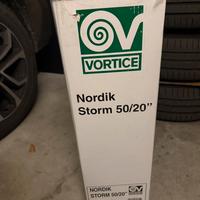 VORTICE
Nordik
Storm 50/20"
NORDIK
STORM 50/20"